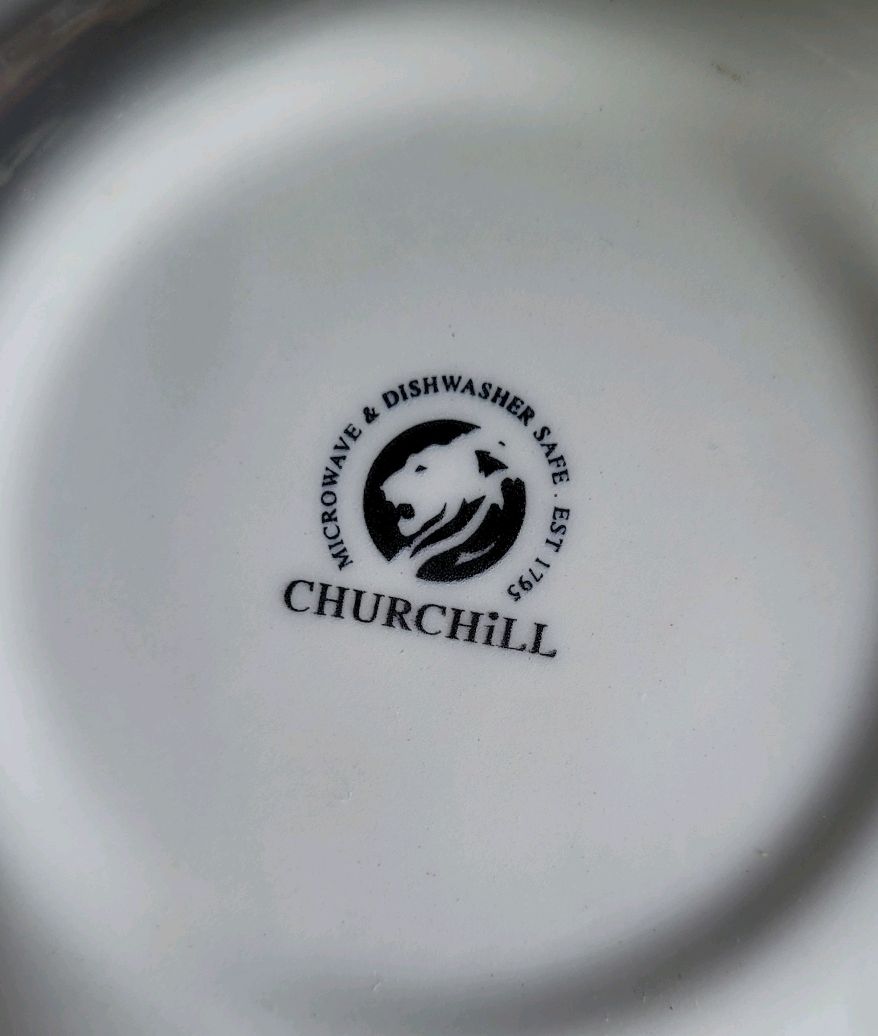 MICROWAVE & DISHWASHER SAFE . EST 1795
CHURCHiLL